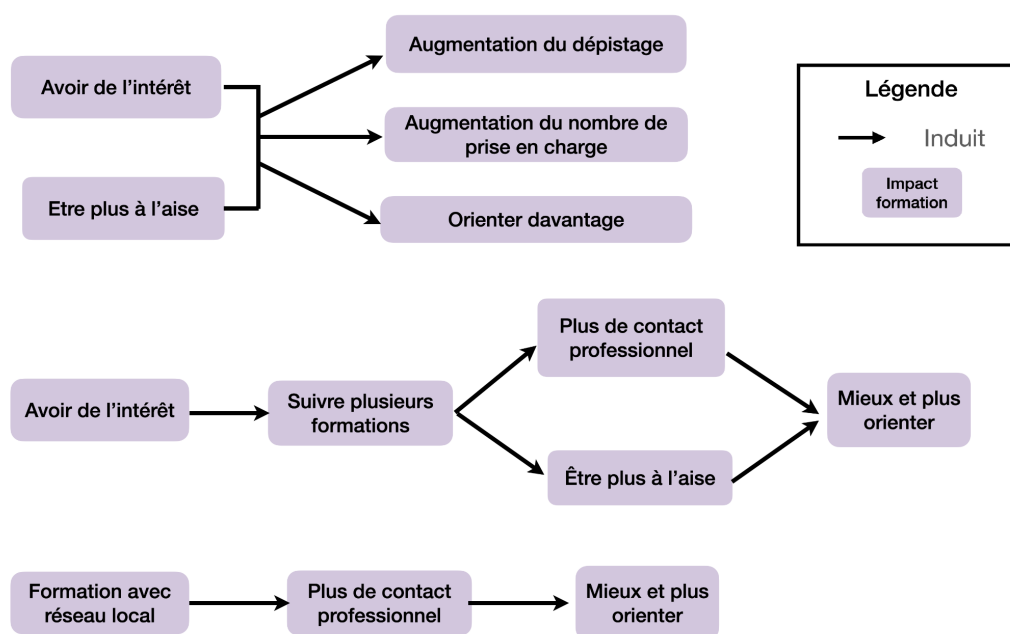 Augmentation du dépistage
Avoir de l'intérêt
Augmentation du nombre de
prise en charge
Etre plus à l'aise
Orienter davantage
Légende
Induit
Impact
formation
Plus de contact
professionnel
Avoir de l'intérêt
Suivre plusieurs
formations
Mieux et plus
orienter
Être plus à l'aise
Formation avec
réseau local
Plus de contact
professionnel
Mieux et plus
orienter